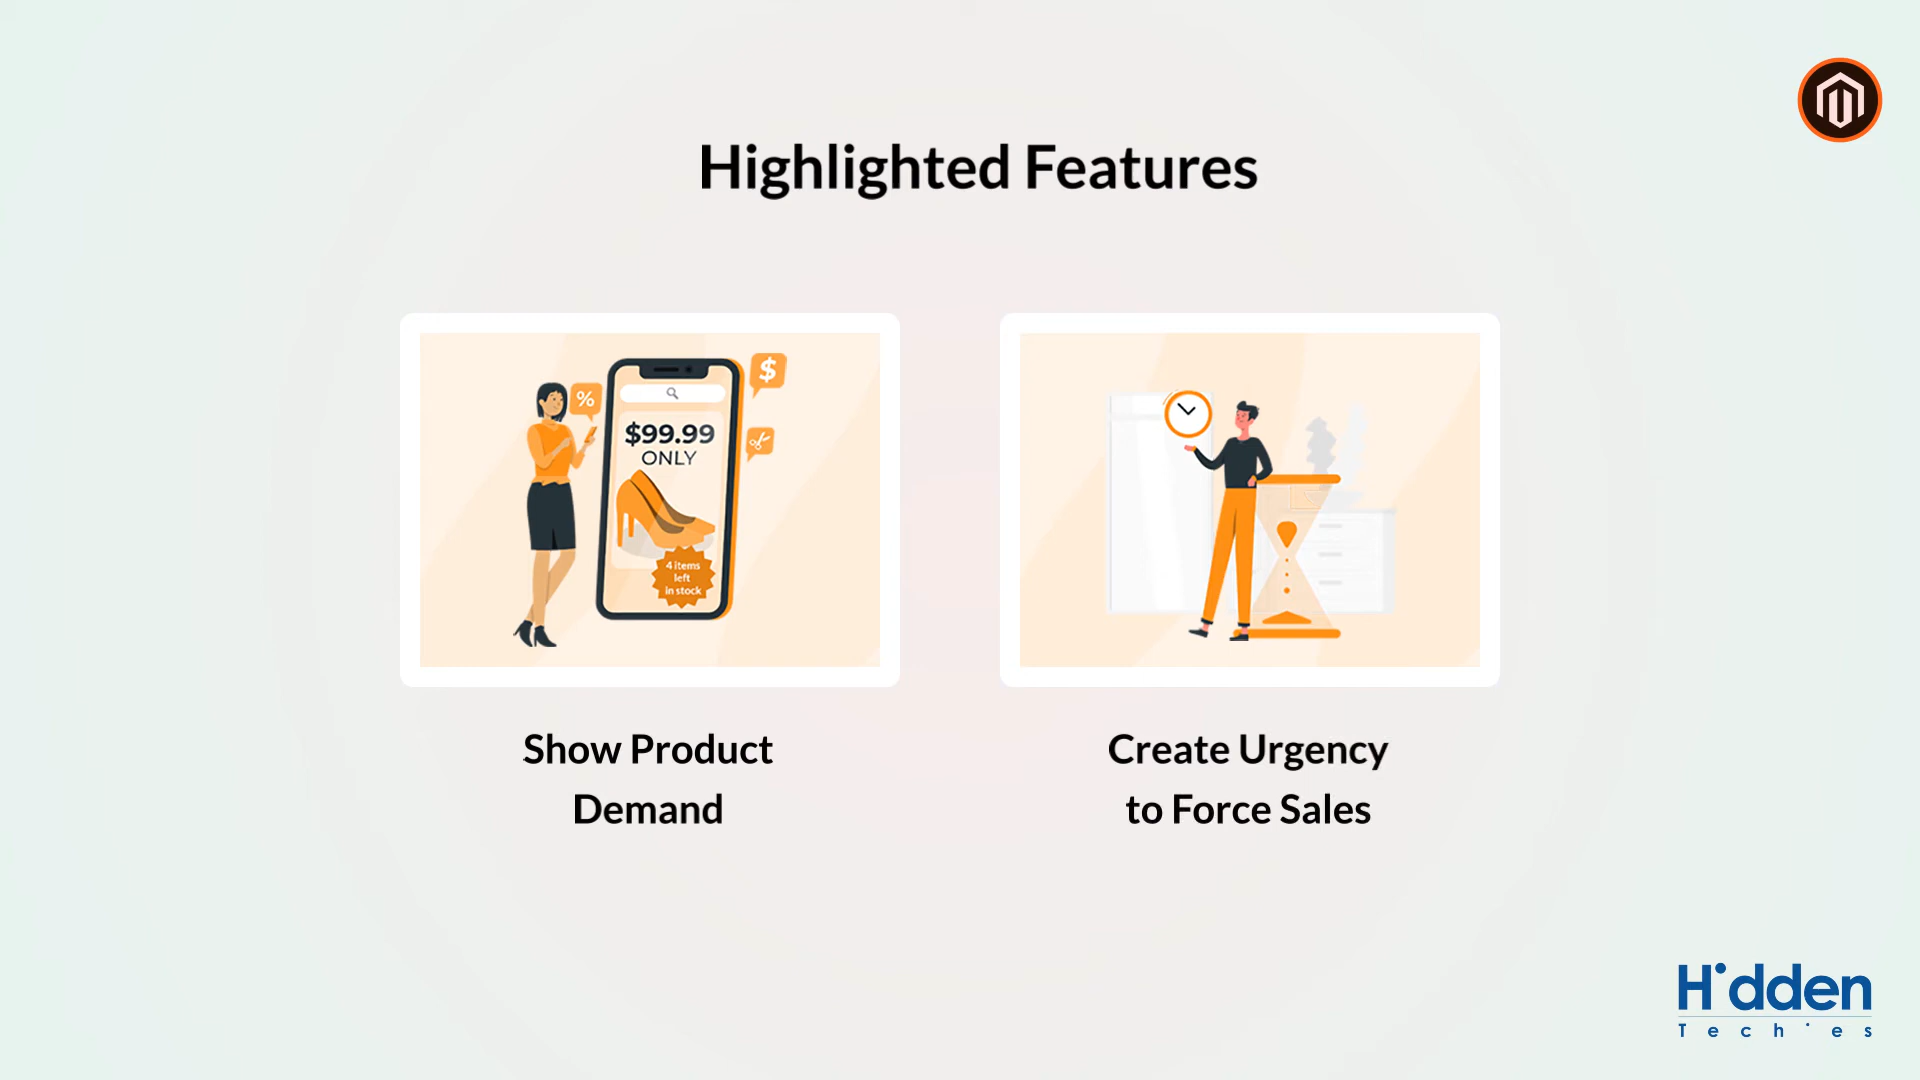 Highlighted Features
%
$
$99.99
ONLY
4 items
left
in stock
Show Product
Demand
Create Urgency
to Force Sales
Hidden
Techies